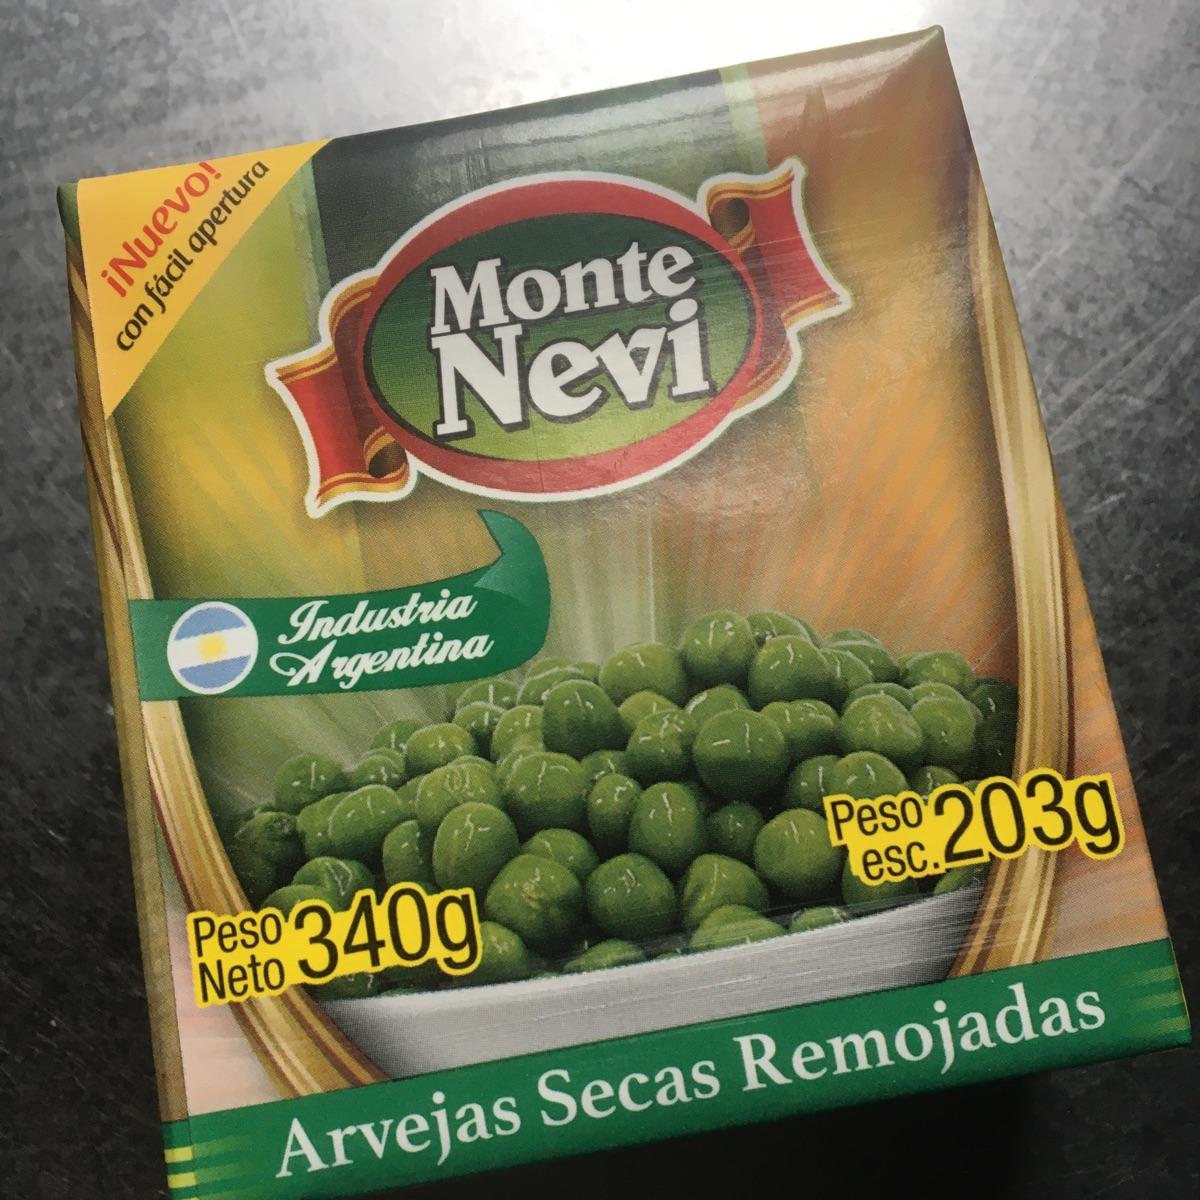 ¡Nuevo!
con fácil apertura
Monte
Nevi
Industria
Argentina
Peso
esc. 203g
Peso
Neto 340g
Arvejas Secas Remojadas